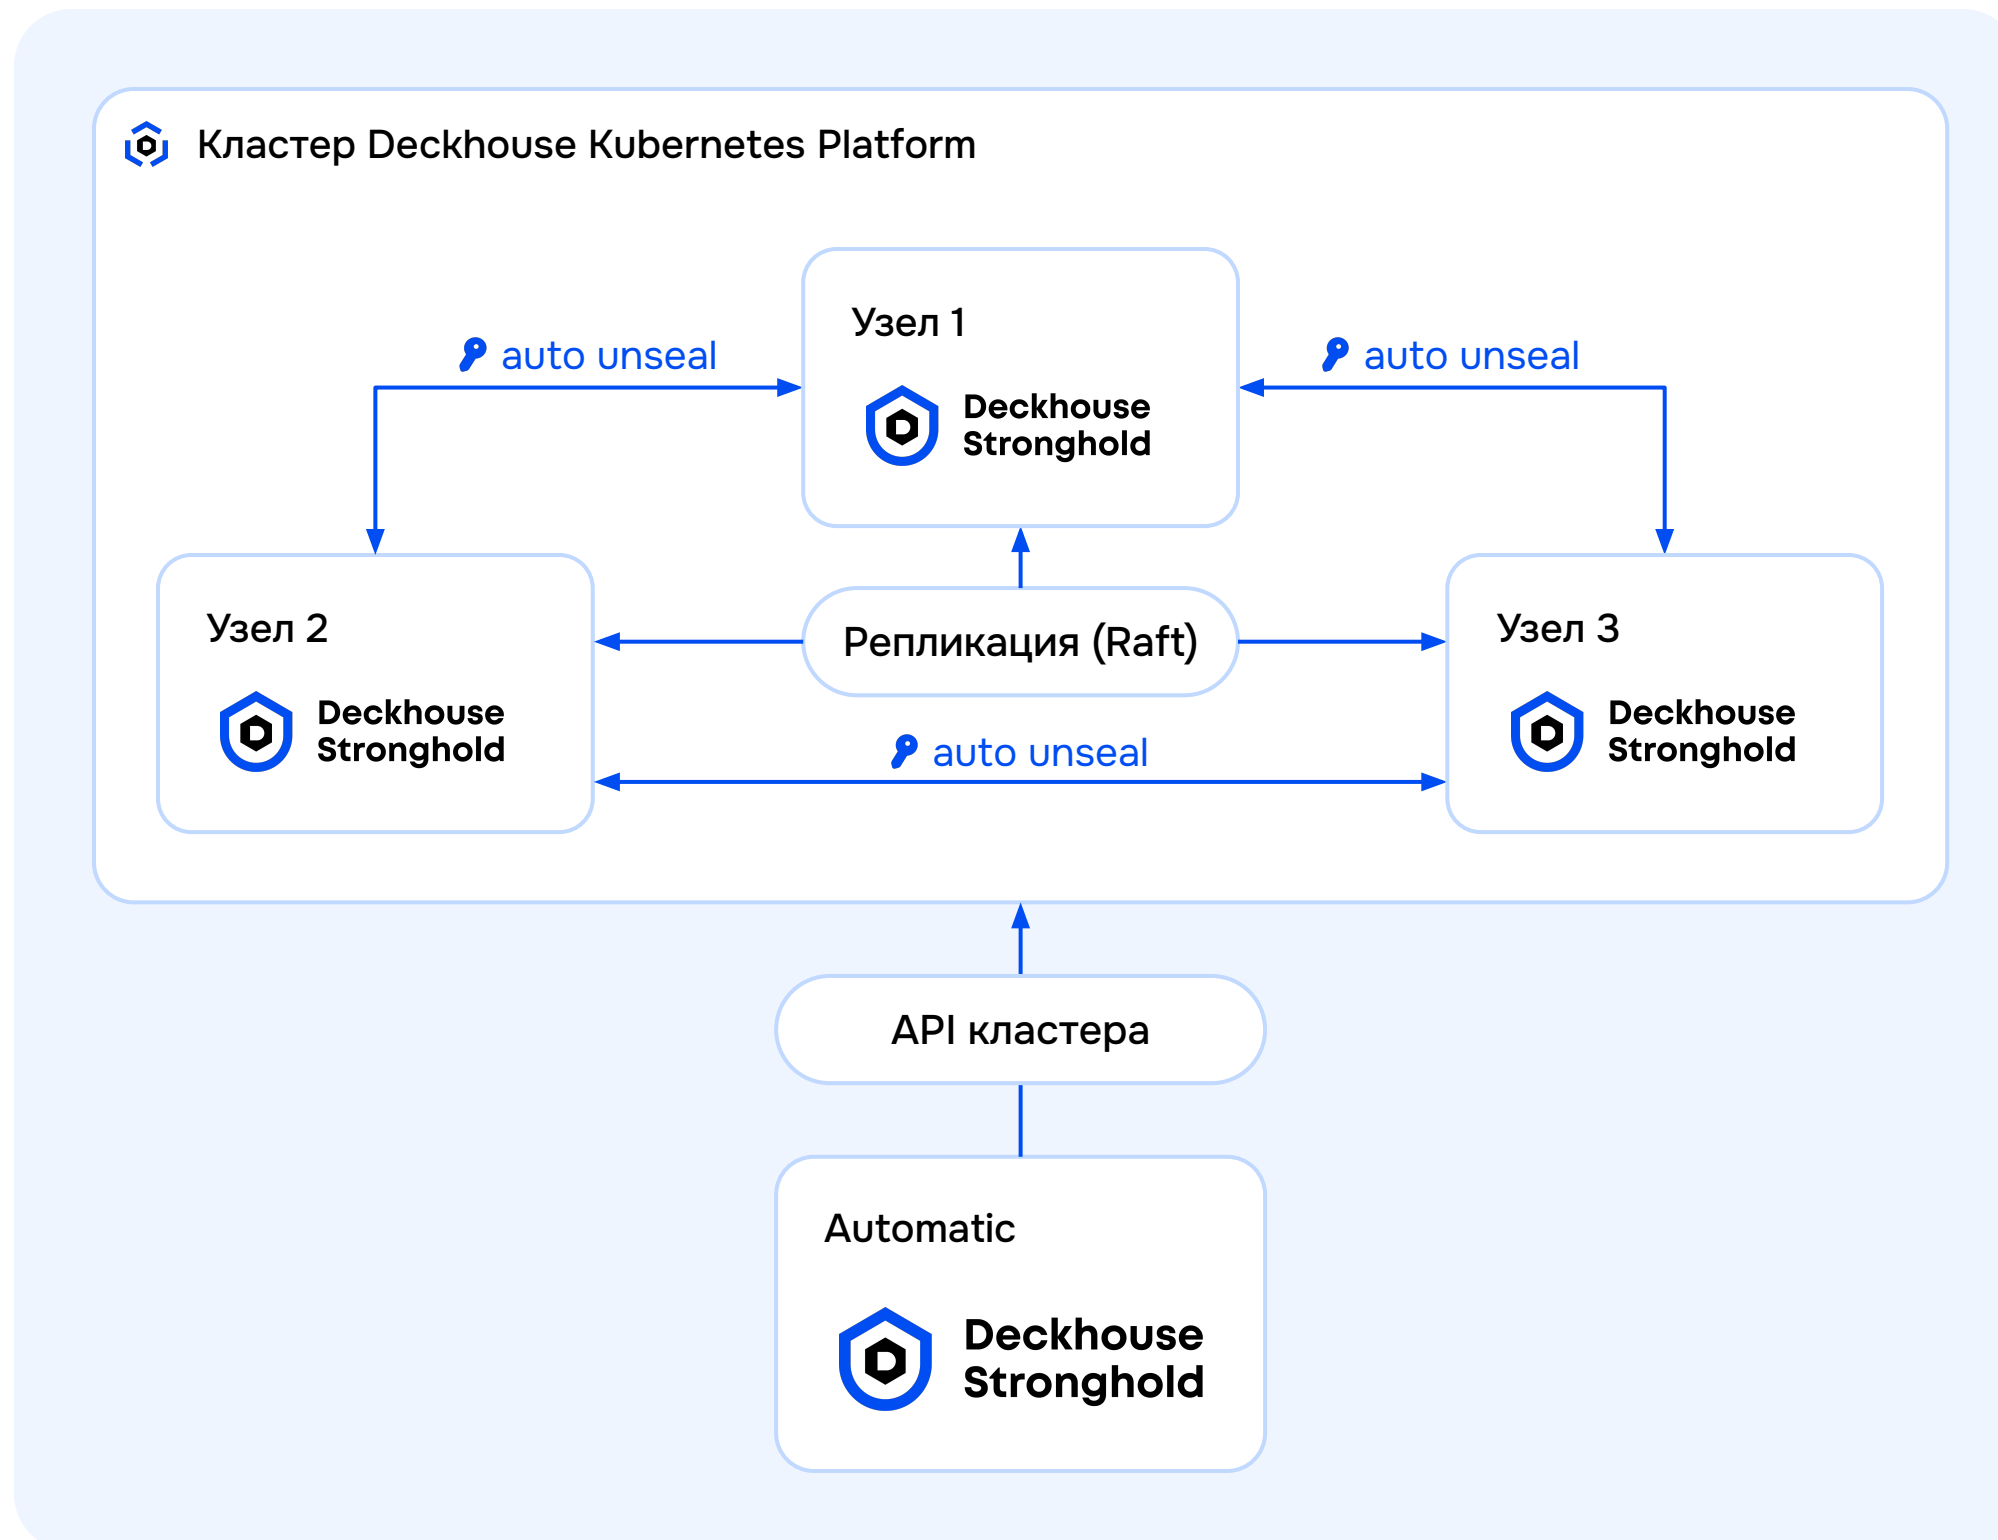 Кластер Deckhouse Kubernetes Platform
Узел 1
auto unseal
auto unseal
Deckhouse
Stronghold
Узел 2
Репликация (Raft)
Узел 3
Deckhouse
Stronghold
auto unseal
Deckhouse
Stronghold
API кластера
Automatic
Deckhouse
Stronghold